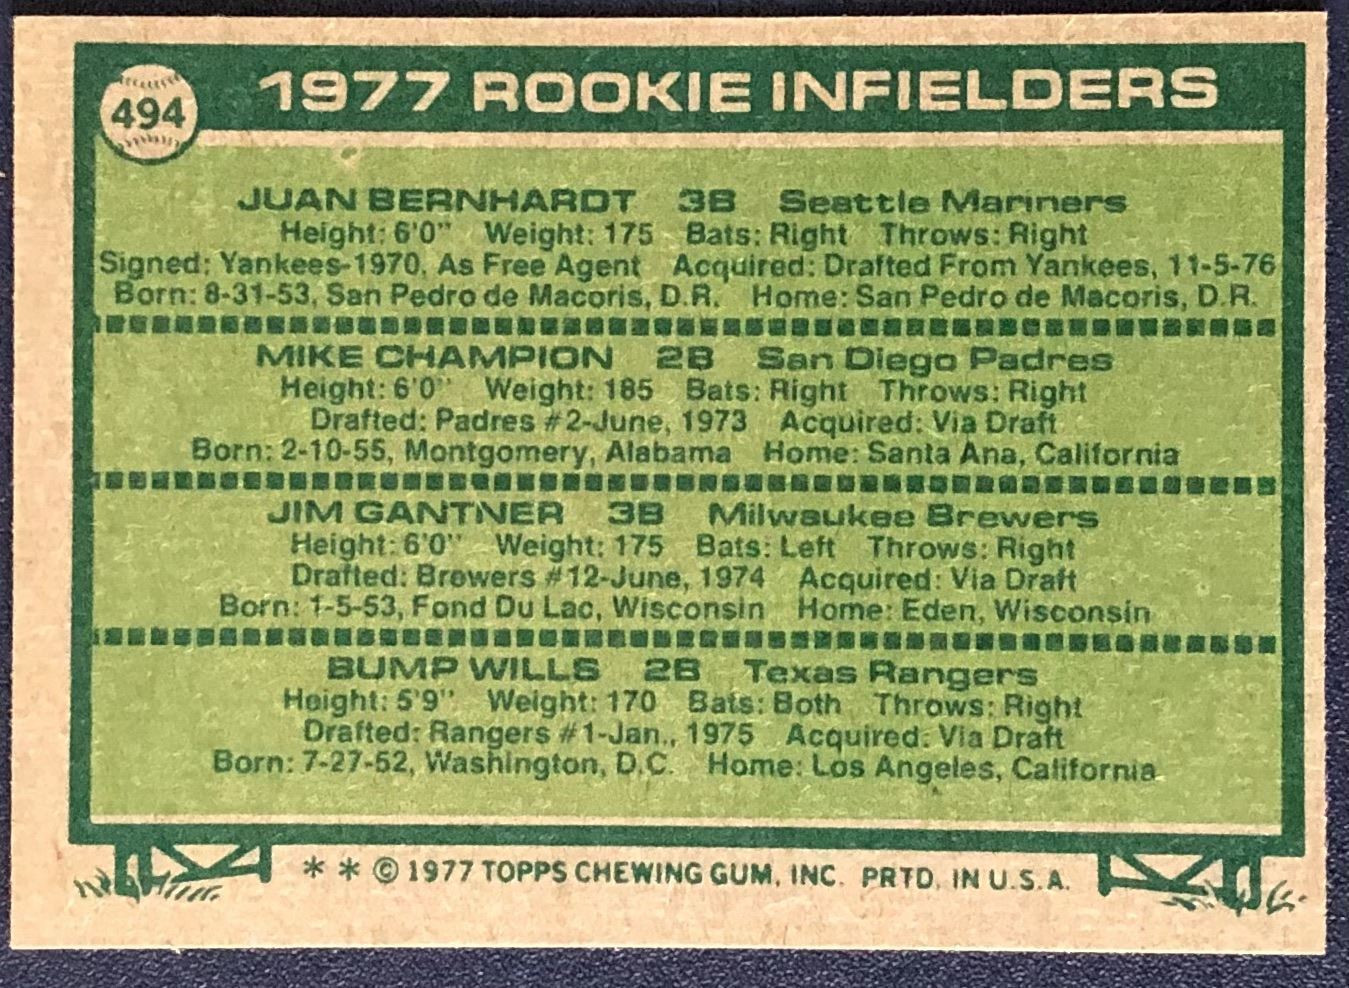 494
1977 ROOKIE INFIELDERS
JUAN BERNHARDT 3B Seattle Mariners
Height: 6'0" Weight: 175 Bats: Right Throws: Right
Signed: Yankees-1970, As Free Agent Acquired: Drafted From Yankees, 11-5-76
Born: 8-31-53, San Pedro de Macoris, D.R. Home: San Pedro de Macoris, D.R.
MIKE CHAMPION 2B San Diego Padres
Height: 6'0" Weight: 185 Bats: Right Throws: Right
Drafted: Padres #2-June, 1973 Acquired: Via Draft
Born: 2-10-55, Montgomery, Alabama Home: Santa Ana, California
JIM GANTNER 3B Milwaukee Brewers
Height: 6'0" Weight: 175 Bats: Left Throws: Right
Drafted: Brewers #12-June, 1974 Acquired: Via Draft
Born: 1-5-53, Fond Du Lac, Wisconsin Home: Eden, Wisconsin
BUMP WILLS 2B Texas Rangers
Height: 5'9" Weight: 170 Bats: Both Throws: Right
Drafted: Rangers #1-Jan., 1975 Acquired: Via Draft
Born: 7-27-52, Washington, D.C. Home: Los Angeles, California
* * © 1977 TOPPS CHEWING GUM, INC. PRTD. IN U.S.A.